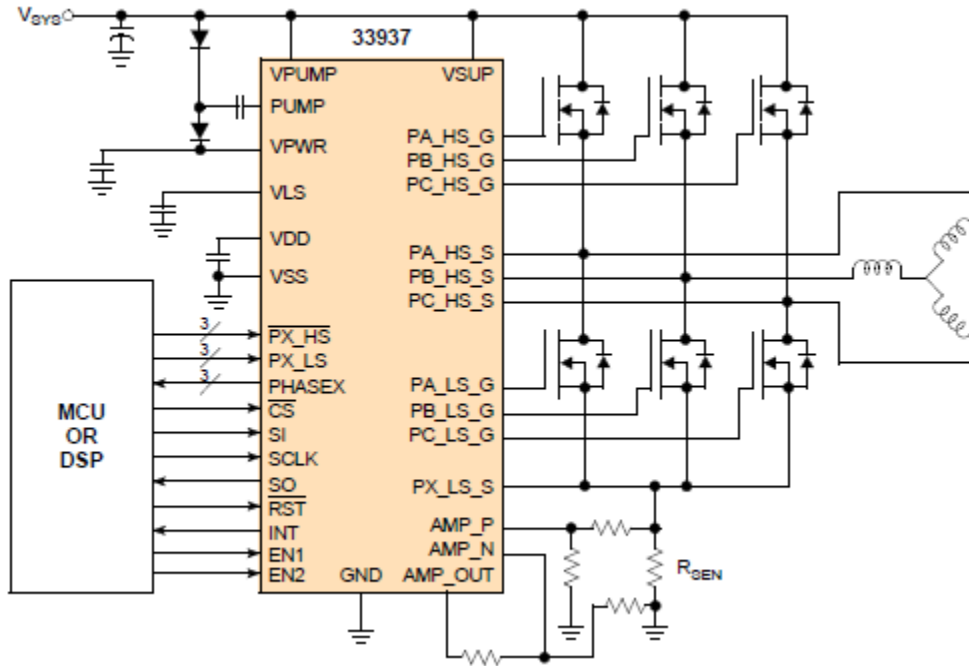 VSYS
33937
VPUMP
VSUP
PUMP
VPWR
VLS
VDD
VSS
PA_HS_G
PB_HS_G
PC_HS_G
PA_HS_S
PB_HS_S
PC_HS_S
MCU
OR
DSP
3
PX_HS
3
PX_LS
3
PHASEX
CS
SI
SCLK
SO
RST
INT
EN1
EN2
GND
PA_LS_G
PB_LS_G
PC_LS_G
PX_LS_S
AMP_P
AMP_N
AMP_OUT
RSEN